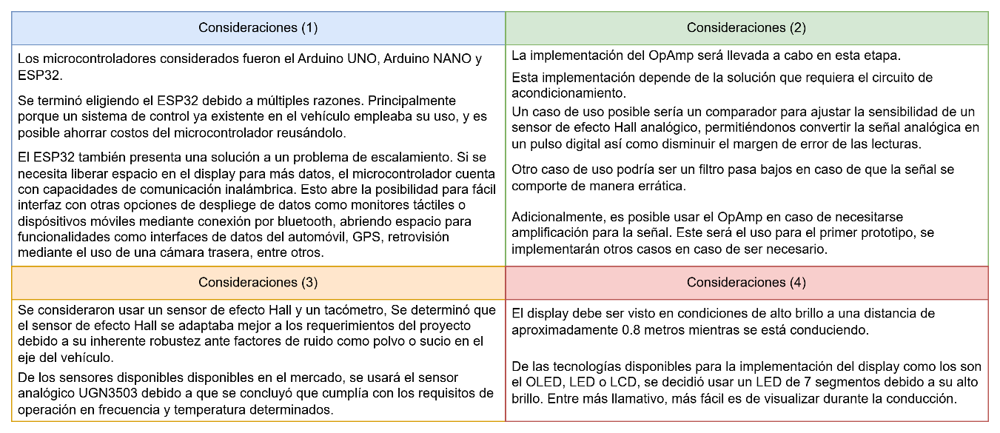 Consideraciones (1)
Los microcontroladores considerados fueron el Arduino UNO, Arduino NANO y
ESP32.
Se terminó eligiendo el ESP32 debido a múltiples razones. Principalmente
porque un sistema de control ya existente en el vehículo empleaba su uso, y es
posible ahorrar costos del microcontrolador reusándolo.
El ESP32 también presenta una solución a un problema de escalamiento. Si se
necesita liberar espacio en el display para más datos, el microcontrolador cuenta
con capacidades de comunicación inalámbrica. Esto abre la posibilidad para fácil
interfaz con otras opciones de despliege de datos como monitores táctiles o
dispósitivos móviles mediante conexión por bluetooth, abriendo espacio para
funcionalidades como interfaces de datos del automóvil, GPS, retrovisión
mediante el uso de una cámara trasera, entre otros.
Consideraciones (2)
La implementación del OpAmp será llevada a cabo en esta etapa.
Esta implementación depende de la solución que requiera el circuito de
acondicionamiento.
Un caso de uso posible sería un comparador para ajustar la sensibilidad de un
sensor de efecto Hall analógico, permitiéndonos convertir la señal analógica en
un pulso digital así como disminuir el margen de error de las lecturas.
Otro caso de uso podría ser un filtro pasa bajos en caso de que la señal se
comporte de manera errática.
Adicionalmente, es posible usar el OpAmp en caso de necesitarse
amplificación para la señal. Este será el uso para el primer prototipo, se
implementarán otros casos en caso de ser necesario.
Consideraciones (3)
Se consideraron usar un sensor de efecto Hall y un tacómetro, Se determinó que
el sensor de efecto Hall se adaptaba mejor a los requerimientos del proyecto
debido a su inherente robustez ante factores de ruido como polvo o sucio en el
eje del vehículo.
De los sensores disponibles disponibles en el mercado, se usará el sensor
analógico UGN3503 debido a que se concluyó que cumplía con los requisitos de
operación en frecuencia y temperatura determinados.
Consideraciones (4)
El display debe ser visto en condiciones de alto brillo a una distancia de
aproximadamente 0.8 metros mientras se está conduciendo.
De las tecnologías disponibles para la implementación del display como los son
el OLED, LED o LCD, se decidió usar un LED de 7 segmentos debido a su alto
brillo. Entre más llamativo, más fácil es de visualizar durante la conducción.